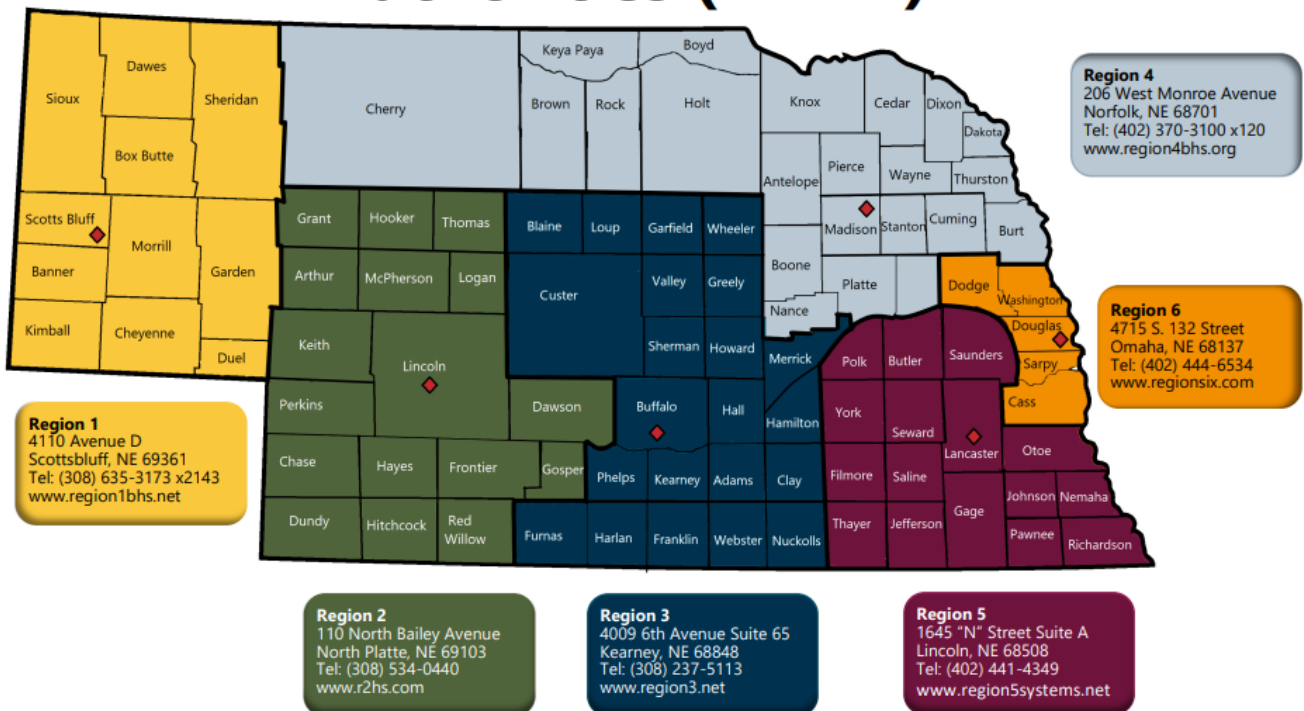 Keya Paya
Boyd
Dawes
Sioux
Sheridan
Cherry
Brown
Rock
Holt
Knox
Cedar
Dixon
Dakota
Box Butte
Antelope
Pierce
Wayne
Thurston
Scotts Bluff
Morrill
Garden
Banner
Kimball
Cheyenne
Duel
Grant
Hooker
Thomas
Blaine
Loup
Garfield
Wheeler
Madison
Stanton
Cuming
Burt
Arthur
McPherson
Logan
Custer
Valley
Greely
Boone
Platte
Nance
Dodge
Washington
Douglas
Sarpy
Cass
Keith
Lincoln
Sherman
Howard
Merrick
Polk
Butler
Saunders
Perkins
Dawson
Buffalo
Hall
Hamilton
York
Seward
Lancaster
Otoe
Chase
Hayes
Frontier
Gosper
Phelps
Kearney
Adams
Clay
Filmore
Saline
Gage
Johnson
Nemaha
Dundy
Hitchcock
Red
Willow
Furnas
Harlan
Franklin
Webster
Nuckolls
Thayer
Jefferson
Pawnee
Richardson
Region 4
206 West Monroe Avenue
Norfolk, NE 68701
Tel: (402) 370-3100 x120
www.region4bhs.org
Region 6
4715 S. 132 Street
Omaha, NE 68137
Tel: (402) 444-6534
www.regionsix.com
Region 1
4110 Avenue D
Scottsbluff, NE 69361
Tel: (308) 635-3173 x2143
www.region1bhs.net
Region 2
110 North Bailey Avenue
North Platte, NE 69103
Tel: (308) 534-0440
www.r2hs.com
Region 3
4009 6th Avenue Suite 65
Kearney, NE 68848
Tel: (308) 237-5113
www.region3.net
Region 5
1645 “N” Street Suite A
Lincoln, NE 68508
Tel: (402) 441-4349
www.region5systems.net